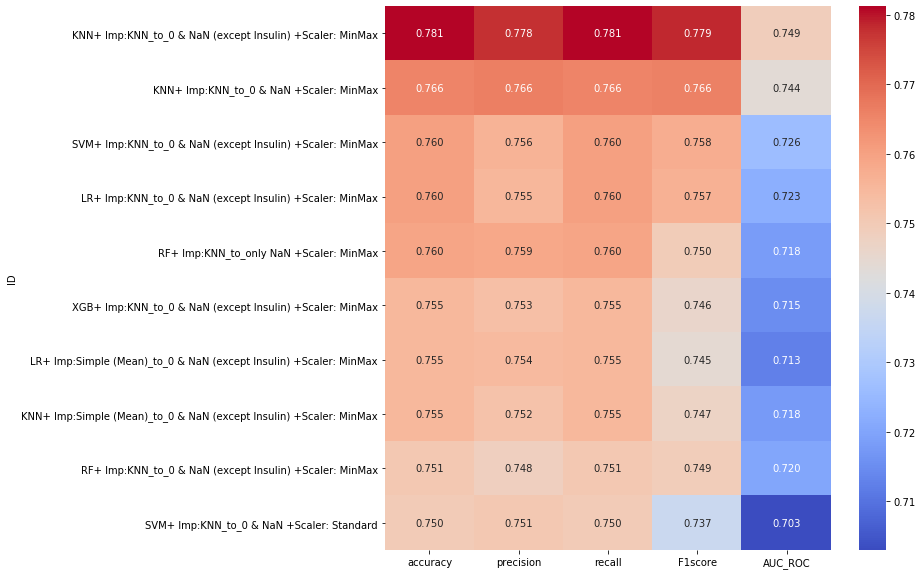 KNN+ Imp:KNN_to_0 & NaN (except Insulin) +Scaler: MinMax 0.781 0.778 0.781 0.779 0.749
KNN+ Imp:KNN_to_0 & NaN +Scaler: MinMax 0.766 0.766 0.766 0.766 0.744
SVM+ Imp:KNN_to_0 & NaN (except Insulin) +Scaler: MinMax 0.760 0.756 0.760 0.758 0.726
LR+ Imp:KNN_to_0 & NaN (except Insulin) +Scaler: MinMax 0.760 0.755 0.760 0.757 0.723
RF+ Imp:KNN_to_only NaN +Scaler: MinMax 0.760 0.759 0.760 0.750 0.718
XGB+ Imp:KNN_to_0 & NaN (except Insulin) +Scaler: MinMax 0.755 0.753 0.755 0.746 0.715
LR+ Imp:Simple (Mean)_to_0 & NaN (except Insulin) +Scaler: MinMax 0.755 0.754 0.755 0.745 0.713
KNN+ Imp:Simple (Mean)_to_0 & NaN (except Insulin) +Scaler: MinMax 0.755 0.752 0.755 0.747 0.718
RF+ Imp:KNN_to_0 & NaN (except Insulin) +Scaler: MinMax 0.751 0.748 0.751 0.749 0.720
SVM+ Imp:KNN_to_0 & NaN +Scaler: Standard 0.750 0.751 0.750 0.737 0.703
accuracy precision recall F1score AUC_ROC
ID
0.78
0.77
0.76
0.75
0.74
0.73
0.72
0.71